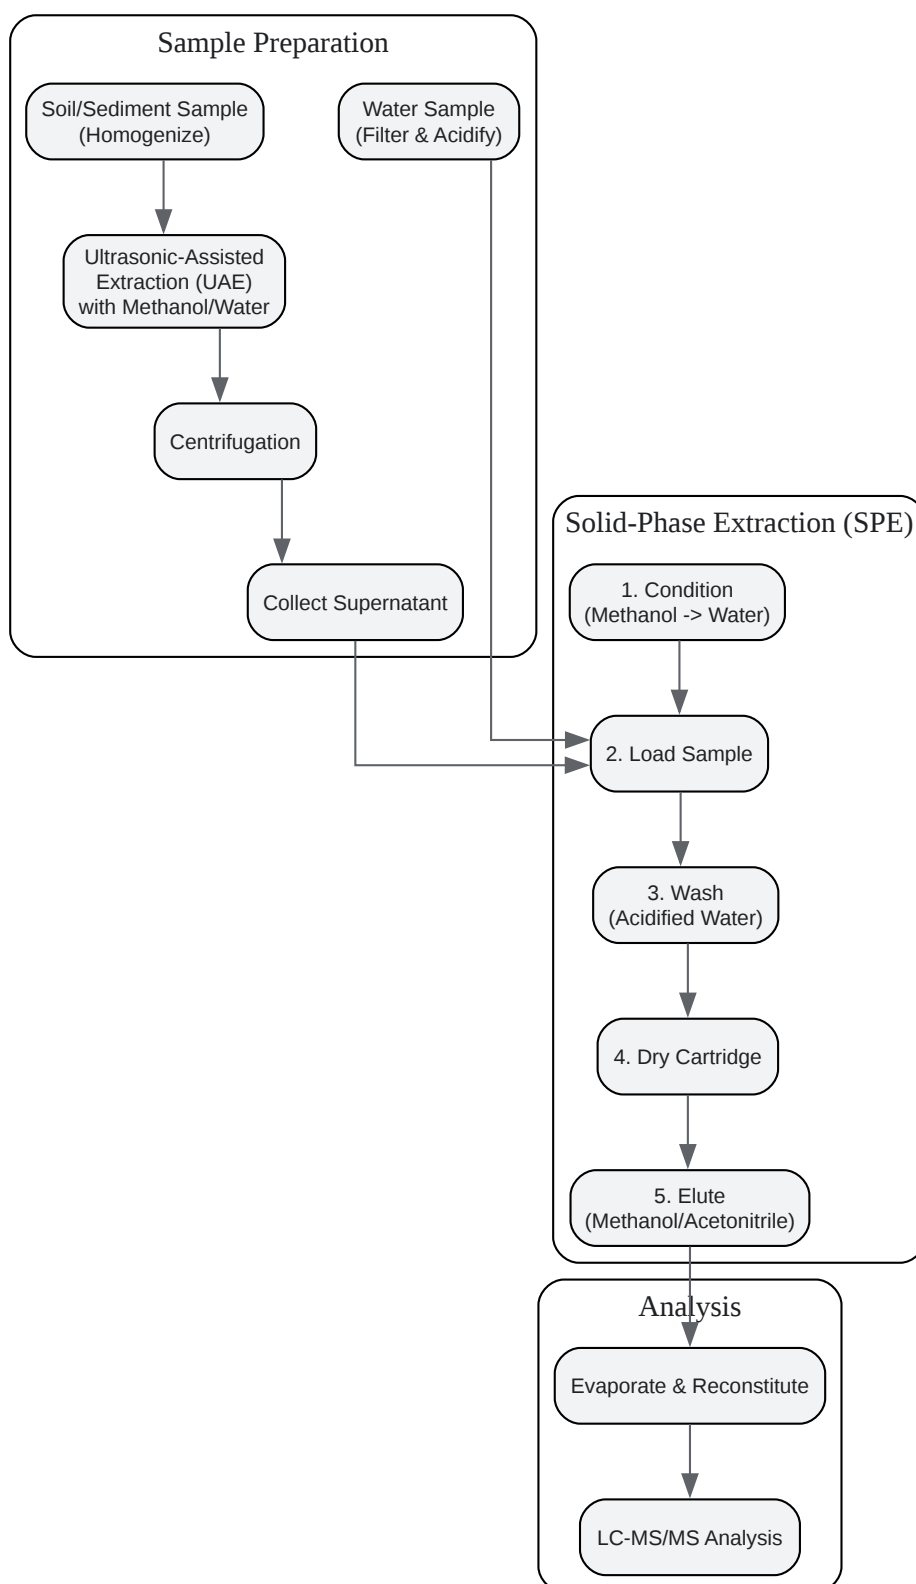 Sample Preparation
Soil/Sediment Sample
(Homogenize)
Water Sample
(Filter & Acidify)
Ultrasonic-Assisted
Extraction (UAE)
with Methanol/Water
Centrifugation
Collect Supernatant
Solid-Phase Extraction (SPE)
1. Condition
(Methanol -> Water)
2. Load Sample
3. Wash
(Acidified Water)
4. Dry Cartridge
5. Elute
(Methanol/Acetonitrile)
Analysis
Evaporate & Reconstitute
LC-MS/MS Analysis